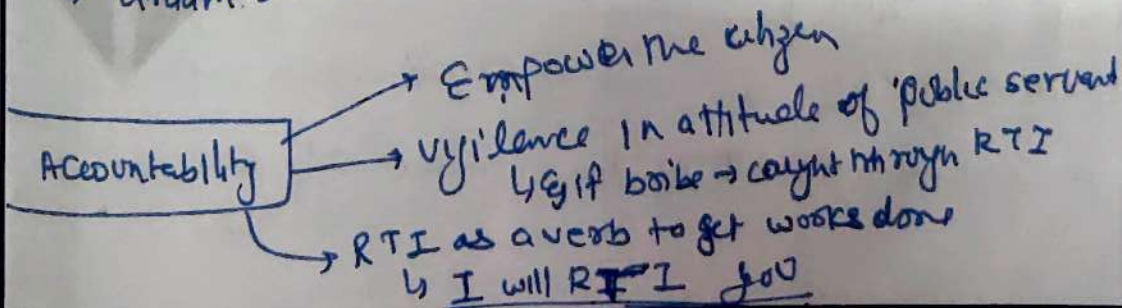 Empower the citizen
Accountability
Vigilence in attitude of public servant
↳ eg if bribe → caught through RTI
RTI as a verb to get works done
↳ I will RTI you